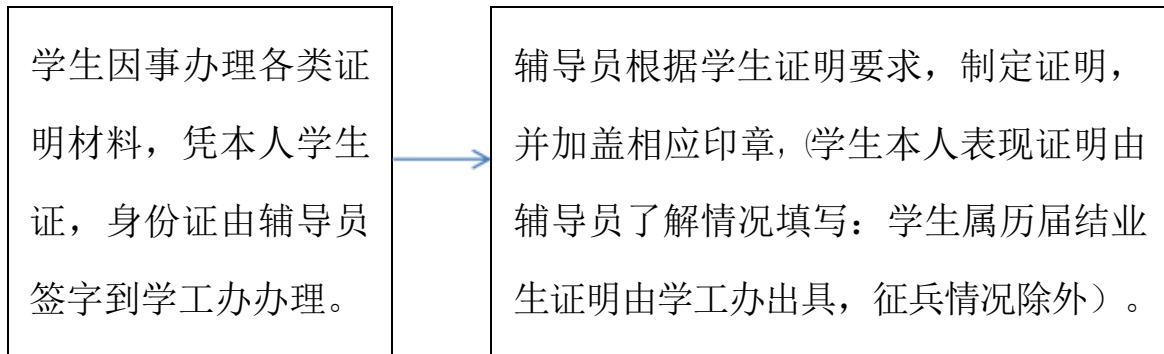 学生因事办理各类证
明材料，凭本人学生
证，身份证由辅导员
签字到学工办办理。
辅导员根据学生证明要求，制定证明，
并加盖相应印章，（学生本人表现证明由
辅导员了解情况填写：学生属历届结业
生证明由学工办出具，征兵情况除外）。